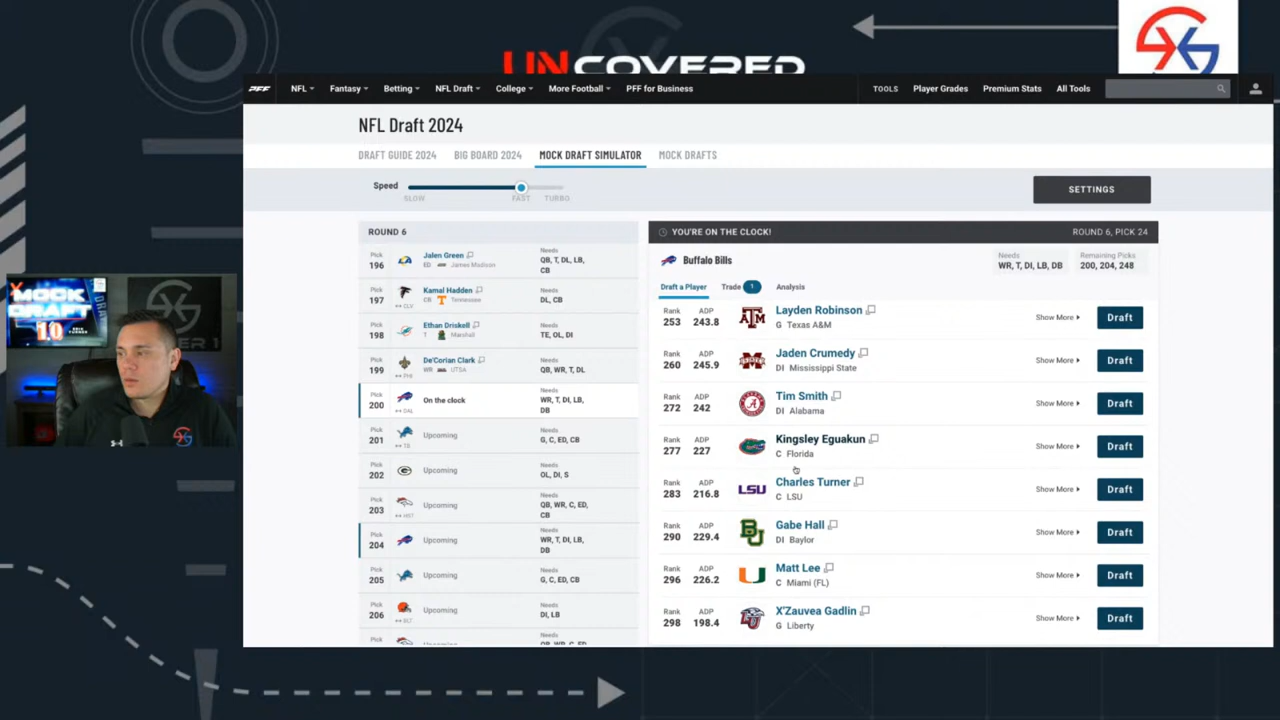 UNCOVERED
PFF
NFL
Fantasy
Betting
NFL Draft
College
More Football
PFF for Business
TOOLS
Player Grades
Premium Stats
All Tools
NFL Draft 2024
DRAFT GUIDE 2024
BIG BOARD 2024
MOCK DRAFT SIMULATOR
MOCK DRAFTS
Speed
SLOW
FAST
TURBO
SETTINGS
ROUND 6
Pick
196
Jalen Green
ED
James Madison
Needs
QB, T, DL, LB,
CB
Pick
197
CLV
Kamal Hadden
CB
Tennessee
Needs
DL, CB
Pick
198
Ethan Driskell
T
Marshall
Needs
TE, OL, DI
Pick
199
PHI
De'Corian Clark
WR
UTSA
Needs
QB, WR, T, DL
Pick
200
DAL
On the clock
Needs
WR, T, DI, LB,
DB
Pick
201
TB
Upcoming
Needs
G, C, ED, CB
Pick
202
Upcoming
Needs
OL, DI, S
Pick
203
HST
Upcoming
Needs
QB, WR, C, ED,
CB
Pick
204
Upcoming
Needs
WR, T, DI, LB,
DB
Pick
205
Upcoming
Needs
G, C, ED, CB
Pick
206
BLT
Upcoming
Needs
DI, LB
Pick
Needs
YOU'RE ON THE CLOCK!
ROUND 6, PICK 24
Buffalo Bills
Needs
WR, T, DI, LB, DB
Remaining Picks
200, 204, 248
Draft a Player
Trade 1
Analysis
Rank
253
ADP
243.8
Layden Robinson
G Texas A&M
Show More
Draft
Rank
260
ADP
245.9
Jaden Crumedy
DI Mississippi State
Show More
Draft
Rank
272
ADP
242
Tim Smith
DI Alabama
Show More
Draft
Rank
277
ADP
227
Kingsley Eguakun
C Florida
Show More
Draft
Rank
283
ADP
216.8
LSU
Charles Turner
C LSU
Show More
Draft
Rank
290
ADP
229.4
Gabe Hall
DI Baylor
Show More
Draft
Rank
296
ADP
226.2
Matt Lee
C Miami (FL)
Show More
Draft
Rank
298
ADP
198.4
X'Zauvea Gadlin
G Liberty
Show More
Draft
MOCK
DRAFT
1.0